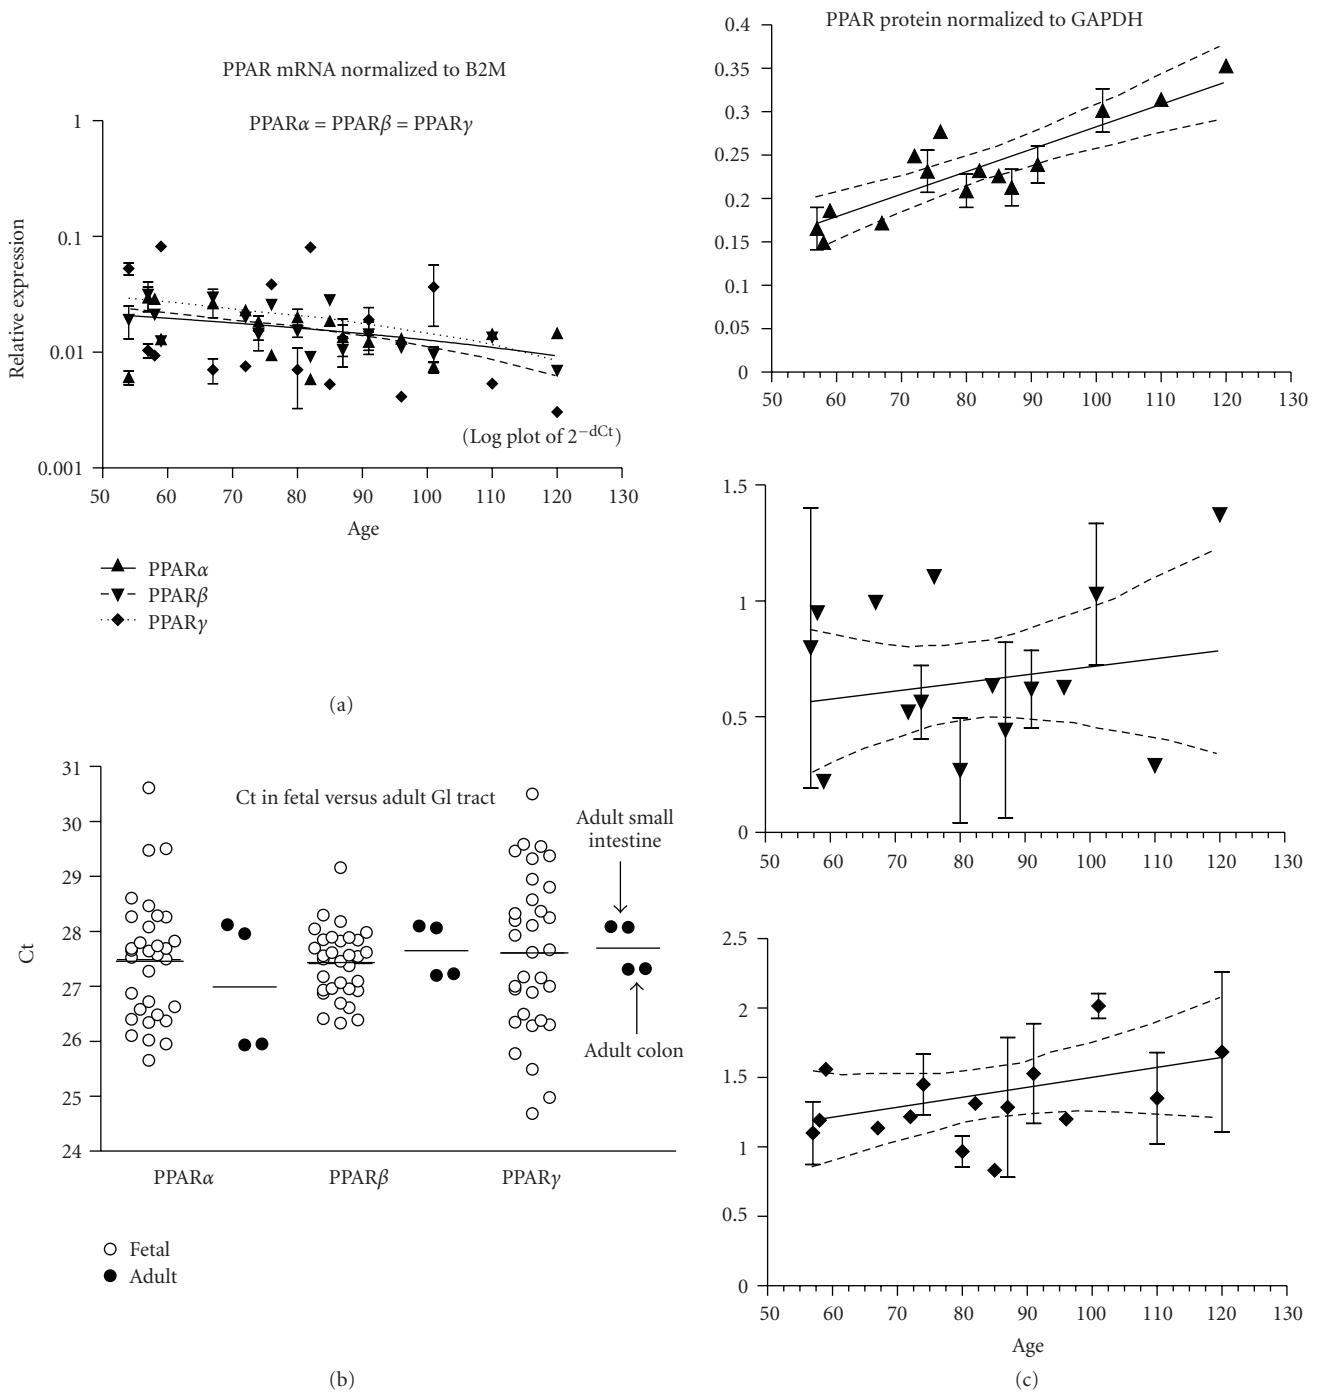 PPAR mRNA normalized to B2M
PPARα = PPARβ = PPARγ
Relative expression
1
0.1
0.01
0.001
(Log plot of 2−dCt)
50 60 70 80 90 100 110 120 130
Age
PPARα
PPARβ
PPARγ
(a)
Ct in fetal versus adult Gl tract
Ct
31
30
29
28
27
26
25
24
Adult small
intestine
Adult colon
PPARα PPARβ PPARγ
Fetal
Adult
(b)
PPAR protein normalized to GAPDH
0.4
0.35
0.3
0.25
0.2
0.15
0.1
0.05
0
50 60 70 80 90 100 110 120 130
1.5
1
0.5
0
50 60 70 80 90 100 110 120 130
2.5
2
1.5
1
0.5
0
50 60 70 80 90 100 110 120 130
Age
(c)